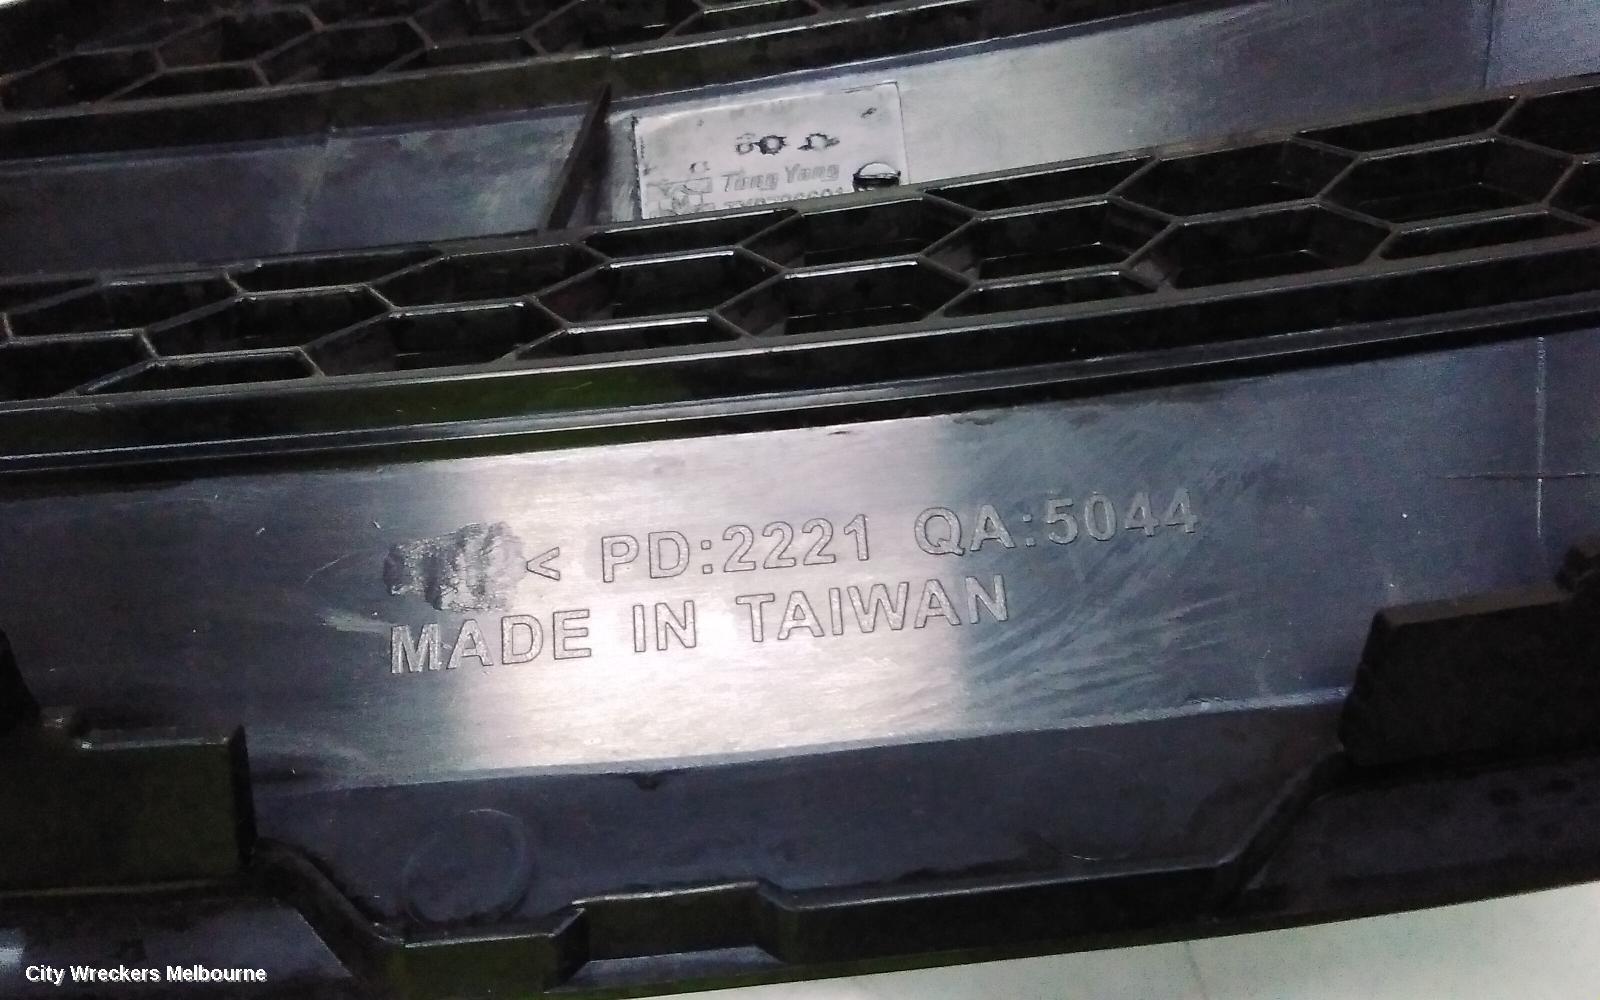 Tong Yang
< PD:2221 QA:5044
MADE IN TAIWAN
City Wreckers Melbourne